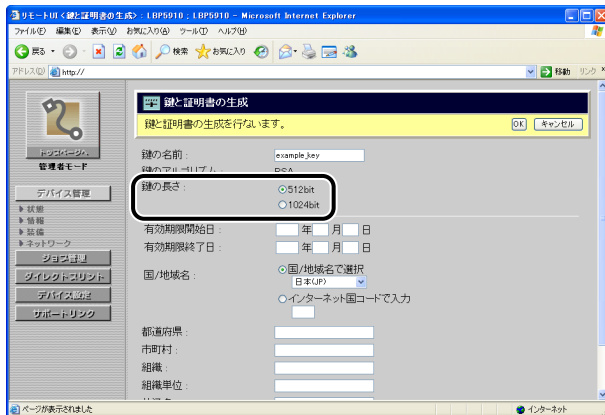 リモートUI <鍵と証明書の生成> : LBP5910 ; LBP5910 - Microsoft Internet Explorer
ファイル(F) 編集(E) 表示(V) お気に入り(A) ツール(T) ヘルプ(H)
戻る 検索 お気に入り
アドレス(D) http:// 移動 リンク
鍵と証明書の生成
鍵と証明書の生成を行ないます。 OK キャンセル
トップページへ
管理者モード
デバイス管理
状態
情報
装備
ネットワーク
ジョブ管理
ダイレクトプリント
デバイス設定
サポートリンク
鍵の名前 : example_key
鍵のアルゴリズム : RSA
鍵の長さ : 512bit
1024bit
有効期限開始日 : 年 月 日
有効期限終了日 : 年 月 日
国/地域名 : 国/地域名で選択
日本(JP)
インターネット国コードで入力
都道府県 :
市町村 :
組織 :
組織単位 :
ページが表示されました インターネット